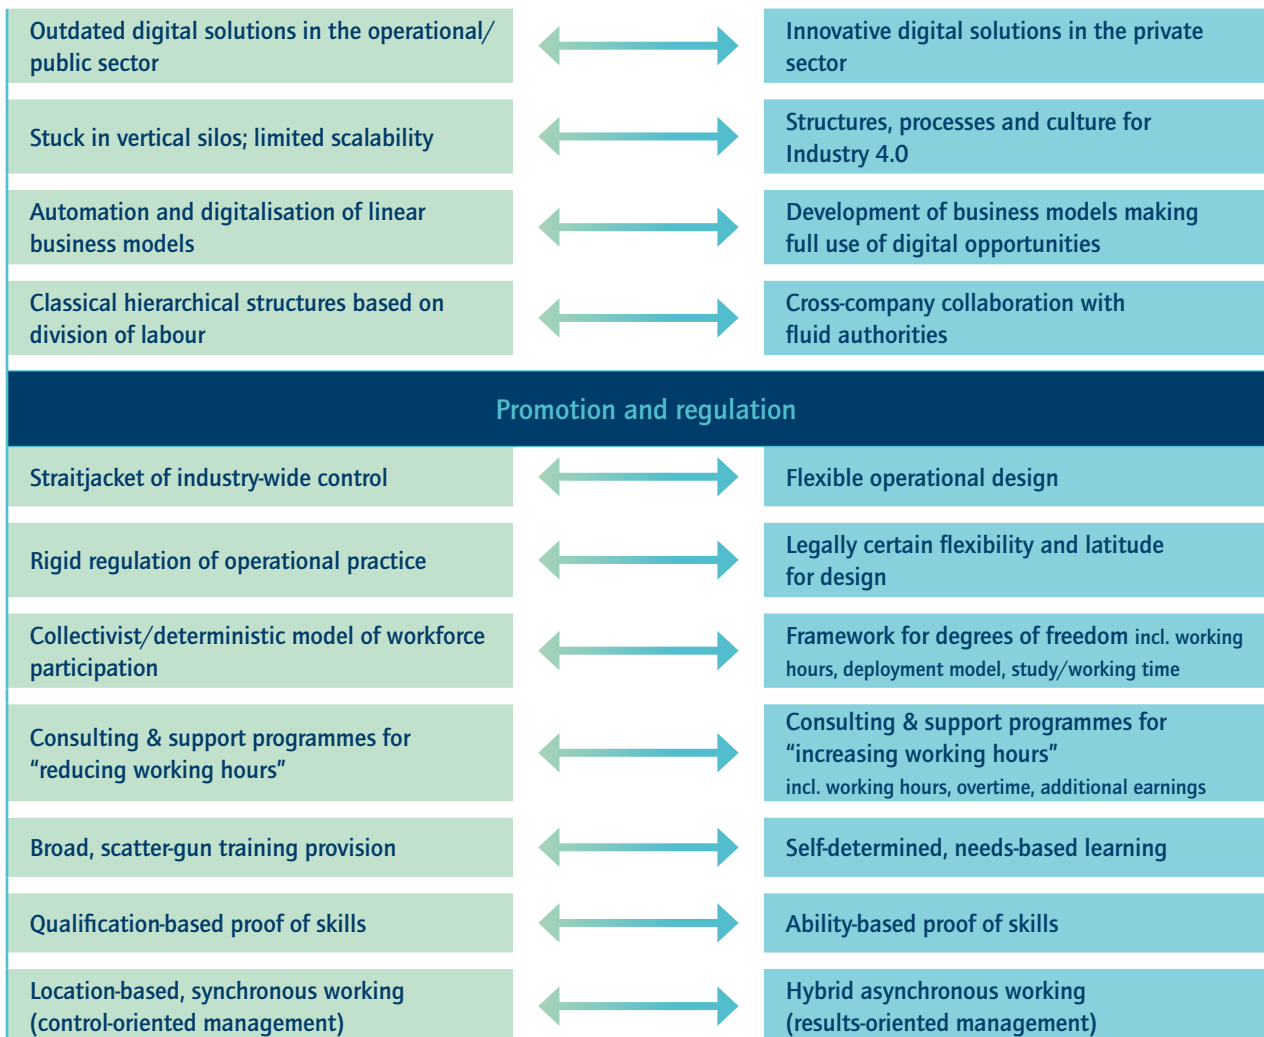 Outdated digital solutions in the operational/
public sector
Innovative digital solutions in the private
sector
Stuck in vertical silos; limited scalability
Structures, processes and culture for
Industry 4.0
Automation and digitalisation of linear
business models
Development of business models making
full use of digital opportunities
Classical hierarchical structures based on
division of labour
Cross-company collaboration with
fluid authorities
Promotion and regulation
Straitjacket of industry-wide control
Flexible operational design
Rigid regulation of operational practice
Legally certain flexibility and latitude
for design
Collectivist/deterministic model of workforce
participation
Framework for degrees of freedom incl. working
hours, deployment model, study/working time
Consulting & support programmes for
“reducing working hours”
Consulting & support programmes for
“increasing working hours”
incl. working hours, overtime, additional earnings
Broad, scatter-gun training provision
Self-determined, needs-based learning
Qualification-based proof of skills
Ability-based proof of skills
Location-based, synchronous working
(control-oriented management)
Hybrid asynchronous working
(results-oriented management)